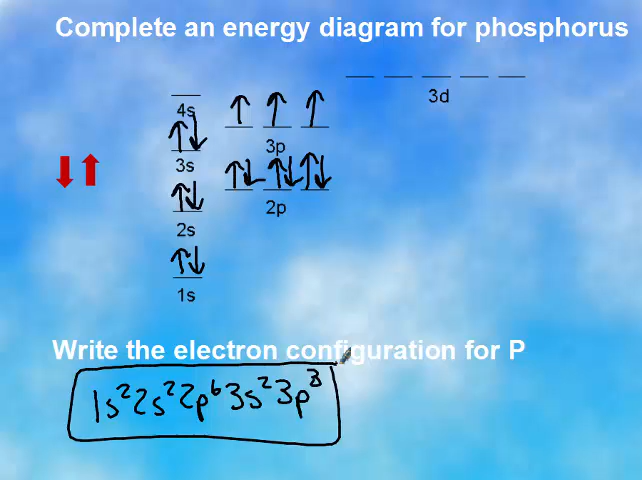 Complete an energy diagram for phosphorus
3d
4s
3p
3s
2p
2s
1s
Write the electron configuration for P
1s²2s²2p⁶3s²3p³